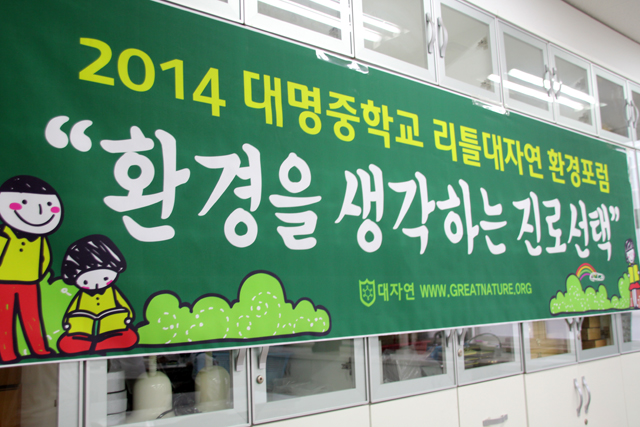 2014 대명중학교 리틀대자연 환경포럼
“환경을 생각하는 진로선택”
대자연 WWW.GREATNATURE.ORG